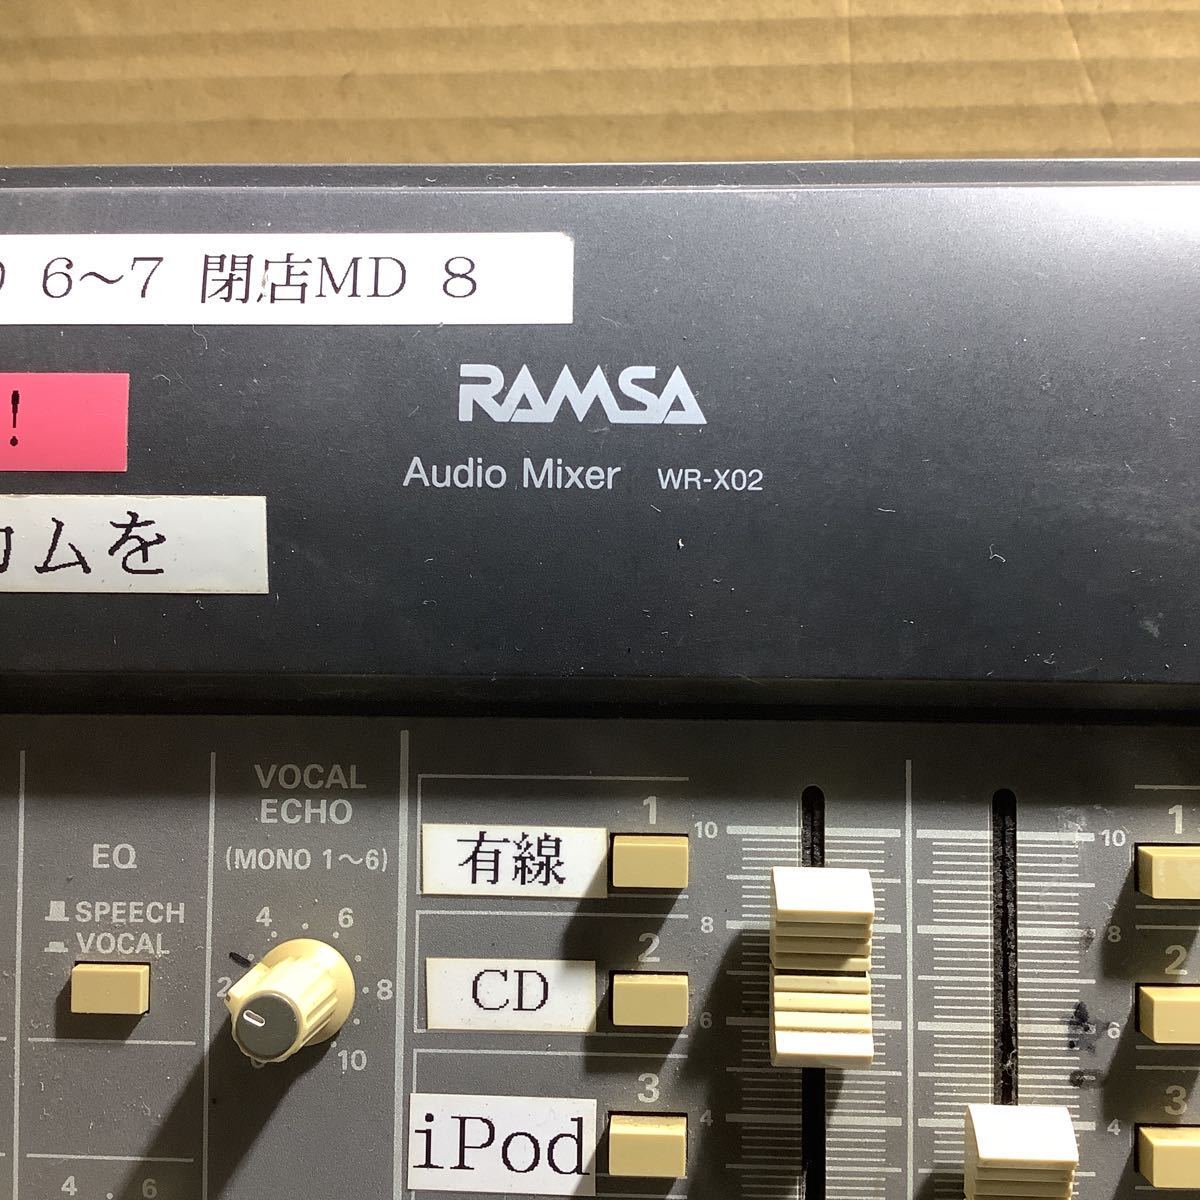 6～7 閉店MD 8
RAMSA
!
Audio Mixer WR-X02
ムを
VOCAL
ECHO
(MONO 1～6)
EQ
SPEECH
VOCAL
4 6
2 8
10
1
有線
10
8
2
CD
6
3
iPod
4
10
8
6
4
1
2
3
4 6